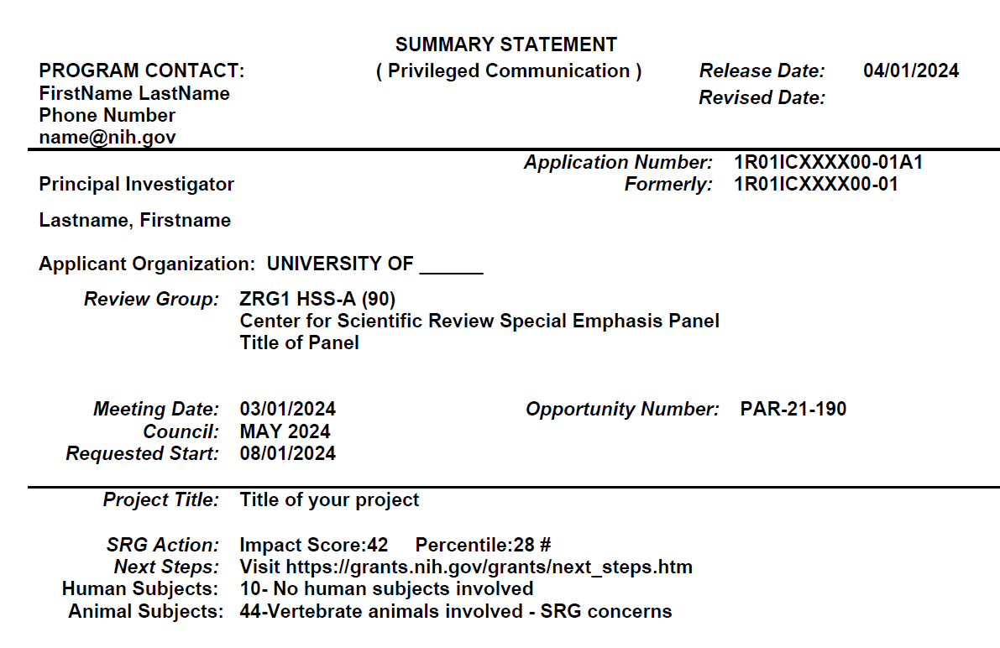 SUMMARY STATEMENT
PROGRAM CONTACT: ( Privileged Communication ) Release Date: 04/01/2024
FirstName LastName Revised Date:
Phone Number
name@nih.gov
Application Number: 1R01ICXXXX00-01A1
Principal Investigator Formerly: 1R01ICXXXX00-01
Lastname, Firstname
Applicant Organization: UNIVERSITY OF ______
Review Group: ZRG1 HSS-A (90)
Center for Scientific Review Special Emphasis Panel
Title of Panel
Meeting Date: 03/01/2024 Opportunity Number: PAR-21-190
Council: MAY 2024
Requested Start: 08/01/2024
Project Title: Title of your project
SRG Action: Impact Score:42 Percentile:28 #
Next Steps: Visit https://grants.nih.gov/grants/next_steps.htm
Human Subjects: 10- No human subjects involved
Animal Subjects: 44-Vertebrate animals involved - SRG concerns